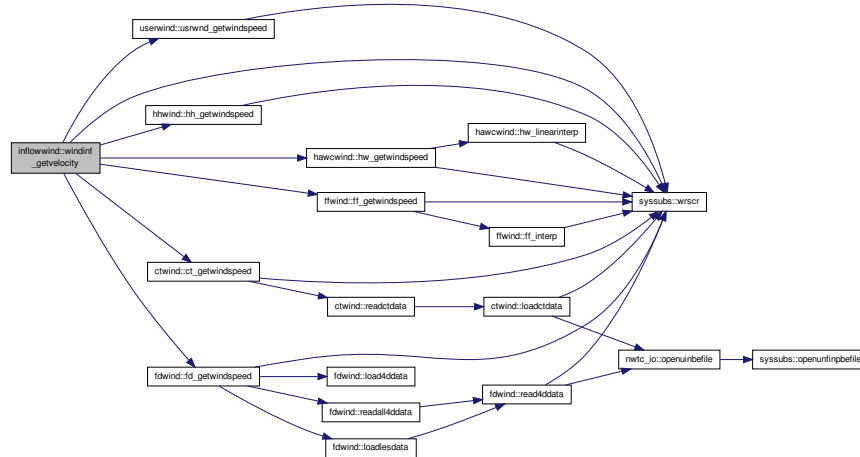 userwind::usrwnd_getwindspeed
hhwind::hh_getwindspeed
hawcwind::hw_linearinterp
inflowwind::windinf
_getvelocity
hawcwind::hw_getwindspeed
ffwind::ff_getwindspeed
syssubs::wrscr
ffwind::ff_interp
ctwind::ct_getwindspeed
ctwind::readctdata
ctwind::loadctdata
nwtc_io::openuinbefile
syssubs::openunfinpbefile
fdwind::fd_getwindspeed
fdwind::load4ddata
fdwind::read4ddata
fdwind::readall4ddata
fdwind::loadlesdata